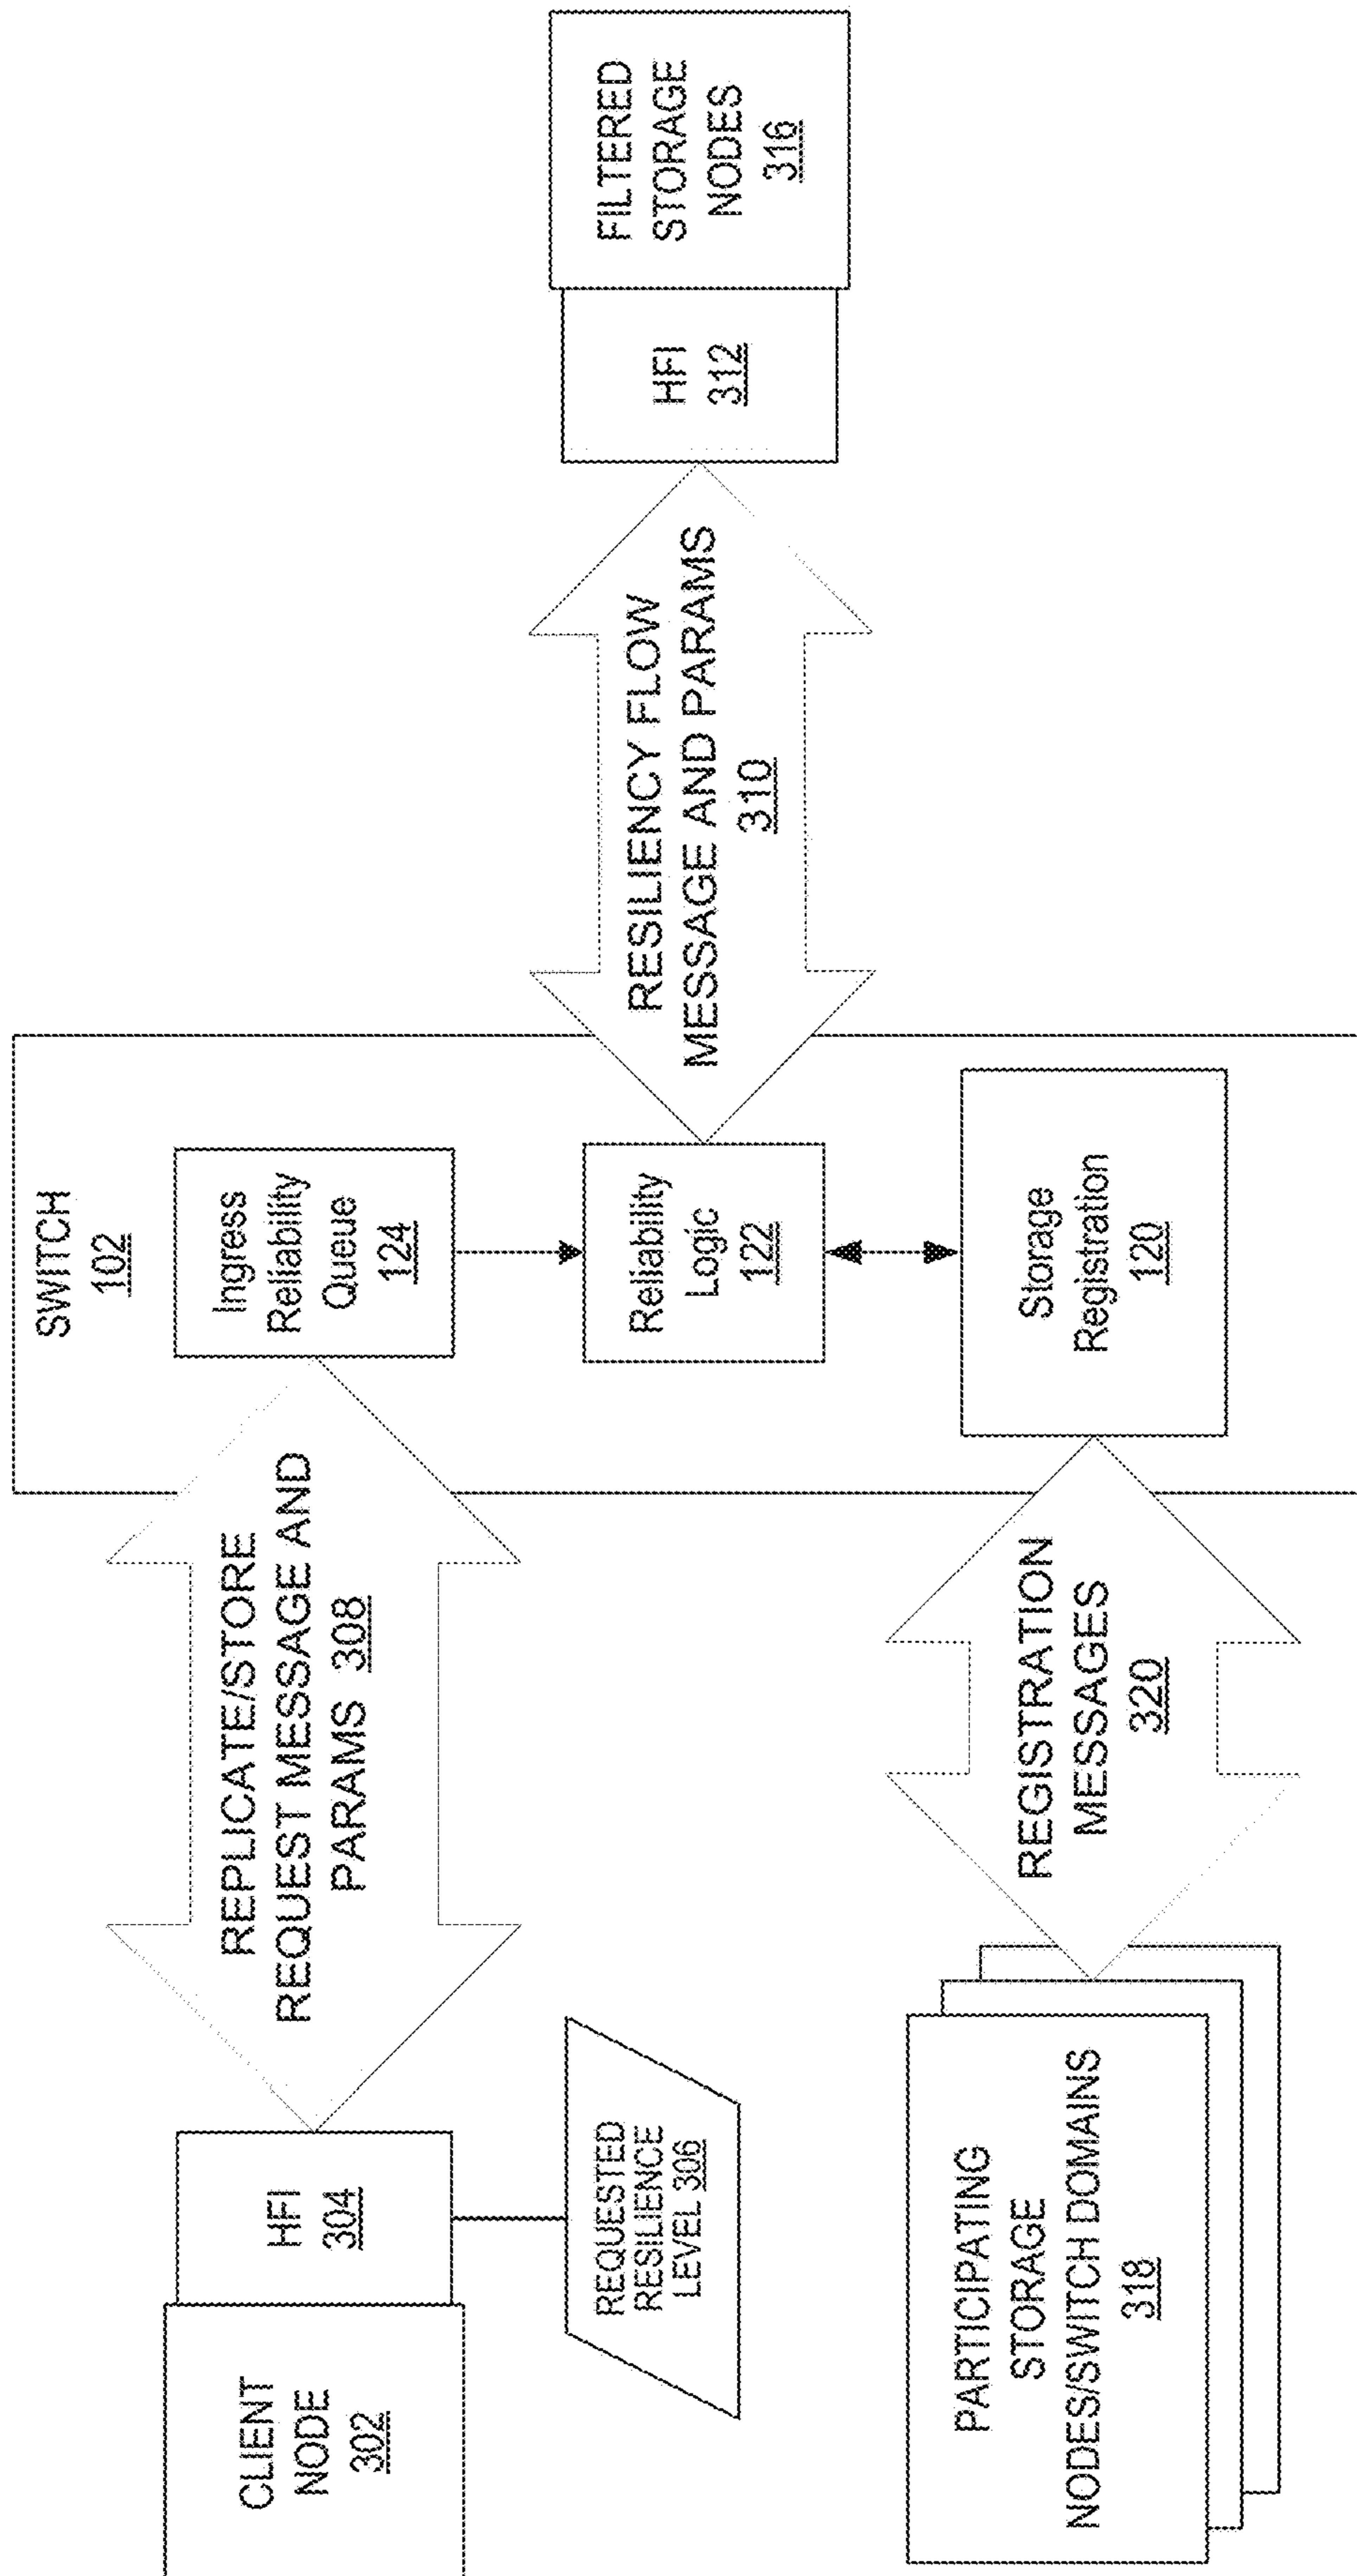 CLIENT
NODE
302
HFI
304
REQUESTED
RESILIENCE
LEVEL 306
REPLICATE/STORE
REQUEST MESSAGE AND
PARAMS 308
SWITCH
102
Ingress
Reliability
Queue
124
Reliability
Logic
122
Storage
Registration
120
RESILIENCY FLOW
MESSAGE AND PARAMS
310
HFI
312
FILTERED
STORAGE
NODES
316
PARTICIPATING
STORAGE
NODES/SWITCH DOMAINS
318
REGISTRATION
MESSAGES
320